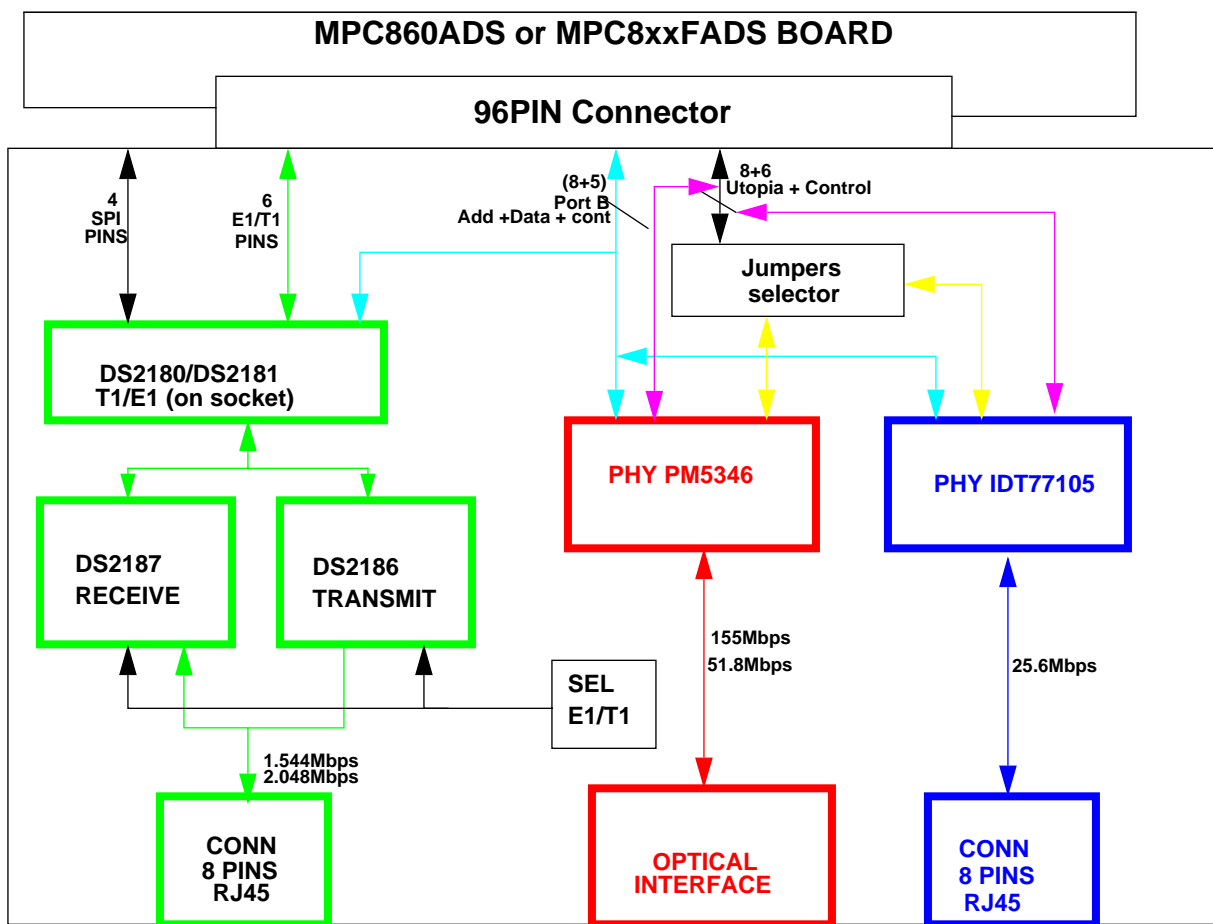 MPC860ADS or MPC8xxFADS BOARD
96PIN Connector
4
SPI
PINS
6
E1/T1
PINS
(8+5)
Port B
Add +Data + cont
8+6
Utopia + Control
Jumpers
selector
DS2180/DS2181
T1/E1 (on socket)
PHY PM5346
PHY IDT77105
DS2187
RECEIVE
DS2186
TRANSMIT
155Mbps
51.8Mbps
25.6Mbps
SEL
E1/T1
1.544Mbps
2.048Mbps
CONN
8 PINS
RJ45
OPTICAL
INTERFACE
CONN
8 PINS
RJ45